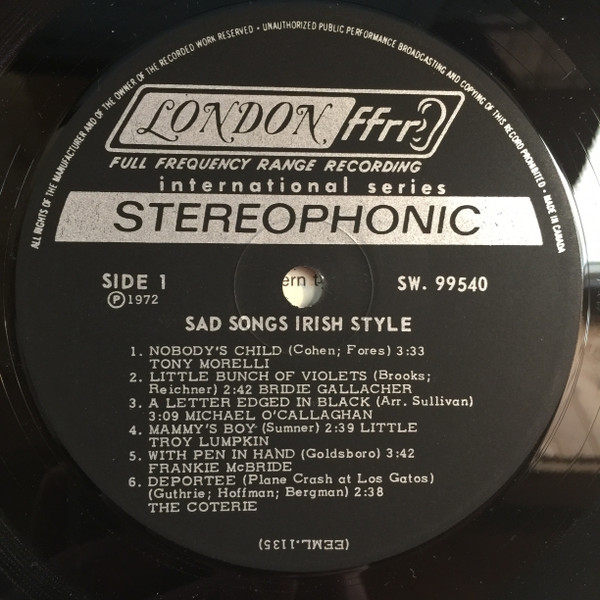 ALL RIGHTS OF THE MANUFACTURER AND OF THE OWNER OF THE RECORDED WORK RESERVED • UNAUTHORIZED PUBLIC PERFORMANCE BROADCASTING AND COPYING OF THIS RECORD PROHIBITED • MADE IN CANADA
LONDON ffrr
FULL FREQUENCY RANGE RECORDING
international series
STEREOPHONIC
SIDE 1
SW. 99540
Ⓟ1972
SAD SONGS IRISH STYLE
1. NOBODY'S CHILD (Cohen; Fores) 3:33
TONY MORELLI
2. LITTLE BUNCH OF VIOLETS (Brooks;
Reichner) 2:42 BRIDIE GALLACHER
3. A LETTER EDGED IN BLACK (Arr. Sullivan)
3:09 MICHAEL O'CALLAGHAN
4. MAMMY'S BOY (Sumner) 2:39 LITTLE
TROY LUMPKIN
5. WITH PEN IN HAND (Goldsboro) 3:42
FRANKIE McBRIDE
6. DEPORTEE (Plane Crash at Los Gatos)
(Guthrie; Hoffman; Bergman) 2:38
THE COTERIE
(EEML.1135)